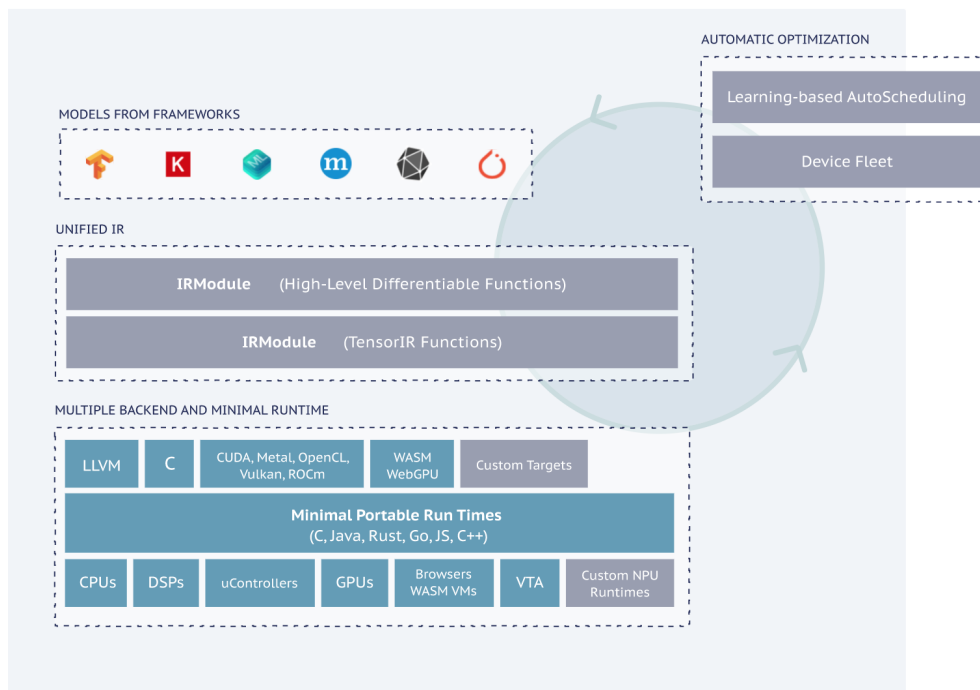 AUTOMATIC OPTIMIZATION
Learning-based AutoScheduling
Device Fleet
MODELS FROM FRAMEWORKS
K
ML
m
UNIFIED IR
IRModule (High-Level Differentiable Functions)
IRModule (TensorIR Functions)
MULTIPLE BACKEND AND MINIMAL RUNTIME
LLVM
C
CUDA, Metal, OpenCL,
Vulkan, ROCm
WASM
WebGPU
Custom Targets
Minimal Portable Run Times
(C, Java, Rust, Go, JS, C++)
CPUs
DSPs
uControllers
GPUs
Browsers
WASM VMs
VTA
Custom NPU
Runtimes